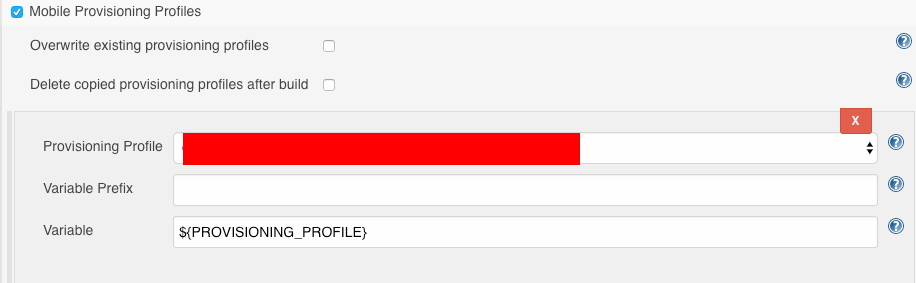 Mobile Provisioning Profiles
Overwrite existing provisioning profiles
Delete copied provisioning profiles after build
X
Provisioning Profile
Variable Prefix
Variable
${PROVISIONING_PROFILE}